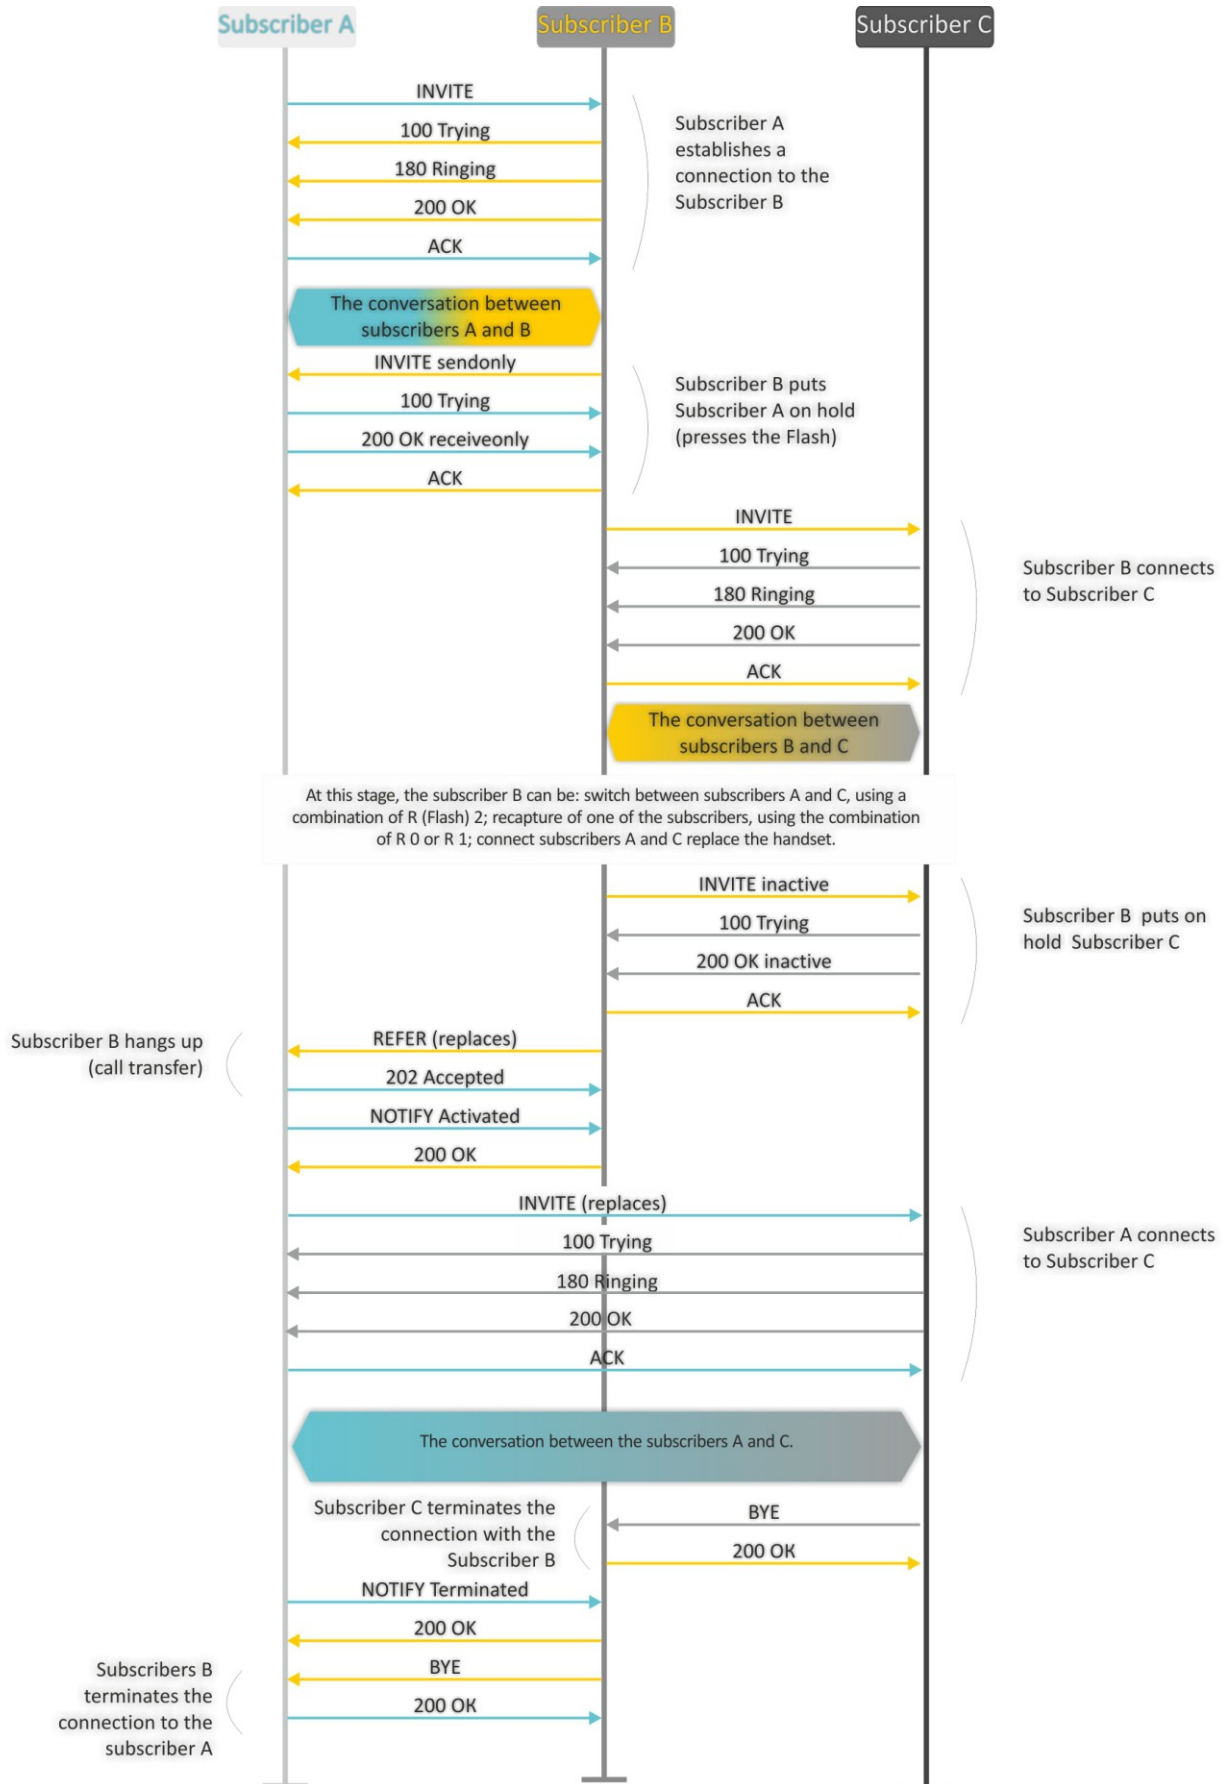 Subscriber A
Subscriber B
Subscriber C
INVITE
100 Trying
180 Ringing
200 OK
ACK
Subscriber A
establishes a
connection to the
Subscriber B
The conversation between
subscribers A and B
INVITE sendonly
100 Trying
200 OK receiveonly
ACK
Subscriber B puts
Subscriber A on hold
(presses the Flash)
INVITE
100 Trying
180 Ringing
200 OK
ACK
Subscriber B connects
to Subscriber C
The conversation between
subscribers B and C
At this stage, the subscriber B can be: switch between subscribers A and C, using a
combination of R (Flash) 2; recapture of one of the subscribers, using the combination
of R 0 or R 1; connect subscribers A and C replace the handset.
INVITE inactive
100 Trying
200 OK inactive
ACK
Subscriber B  puts on
hold  Subscriber C
Subscriber B hangs up
(call transfer)
REFER (replaces)
202 Accepted
NOTIFY Activated
200 OK
INVITE (replaces)
100 Trying
180 Ringing
200 OK
ACK
Subscriber A connects
to Subscriber C
The conversation between the subscribers A and C.
Subscriber C terminates the
connection with the
Subscriber B
BYE
200 OK
NOTIFY Terminated
200 OK
BYE
200 OK
Subscribers B
terminates the
connection to the
subscriber A